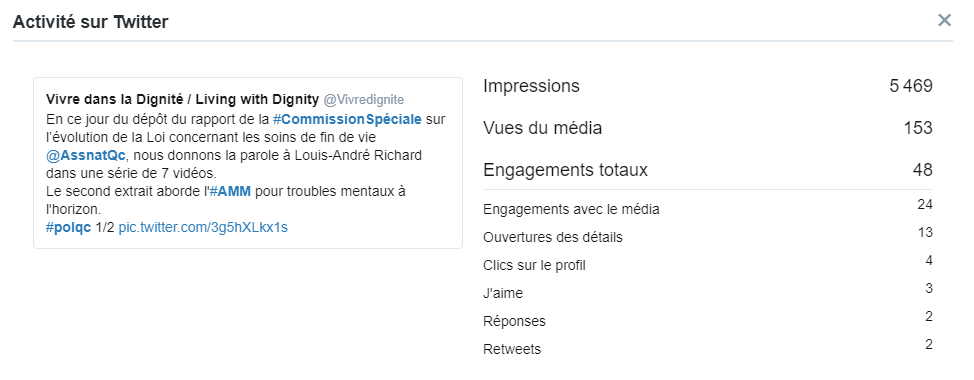 Activité sur Twitter
Vivre dans la Dignité / Living with Dignity @Vivredignite
En ce jour du dépôt du rapport de la #CommissionSpéciale sur
l’évolution de la Loi concernant les soins de fin de vie
@AssnatQc, nous donnons la parole à Louis-André Richard
dans une série de 7 vidéos.
Le second extrait aborde l'#AMM pour troubles mentaux à
l'horizon.
#polqc 1/2 pic.twitter.com/3g5hXLkx1s
Impressions 5 469
Vues du média 153
Engagements totaux 48
Engagements avec le média 24
Ouvertures des détails 13
Clics sur le profil 4
J'aime 3
Réponses 2
Retweets 2